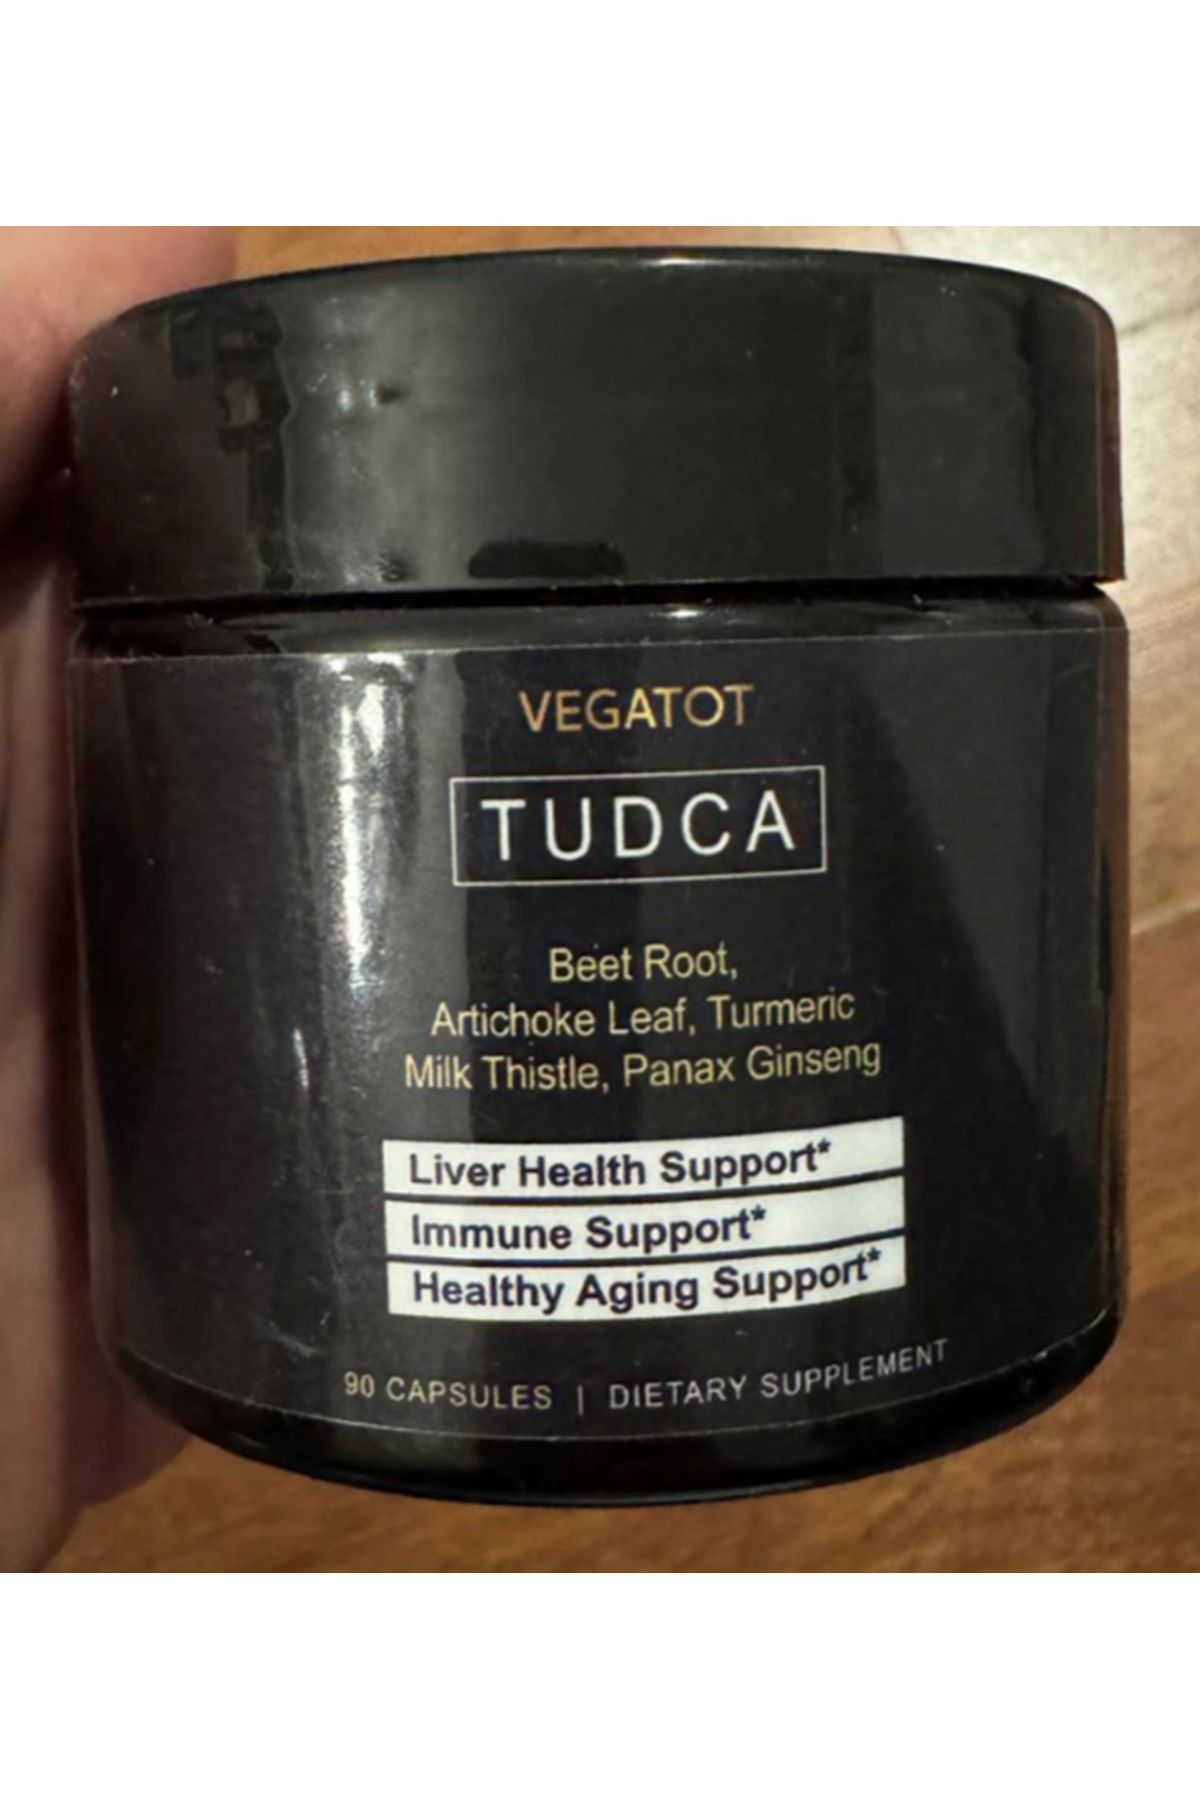 VEGATOT
TUDCA
Beet Root,
Artichoke Leaf, Turmeric
Milk Thistle, Panax Ginseng
Liver Health Support*
Immune Support*
Healthy Aging Support*
90 CAPSULES | DIETARY SUPPLEMENT